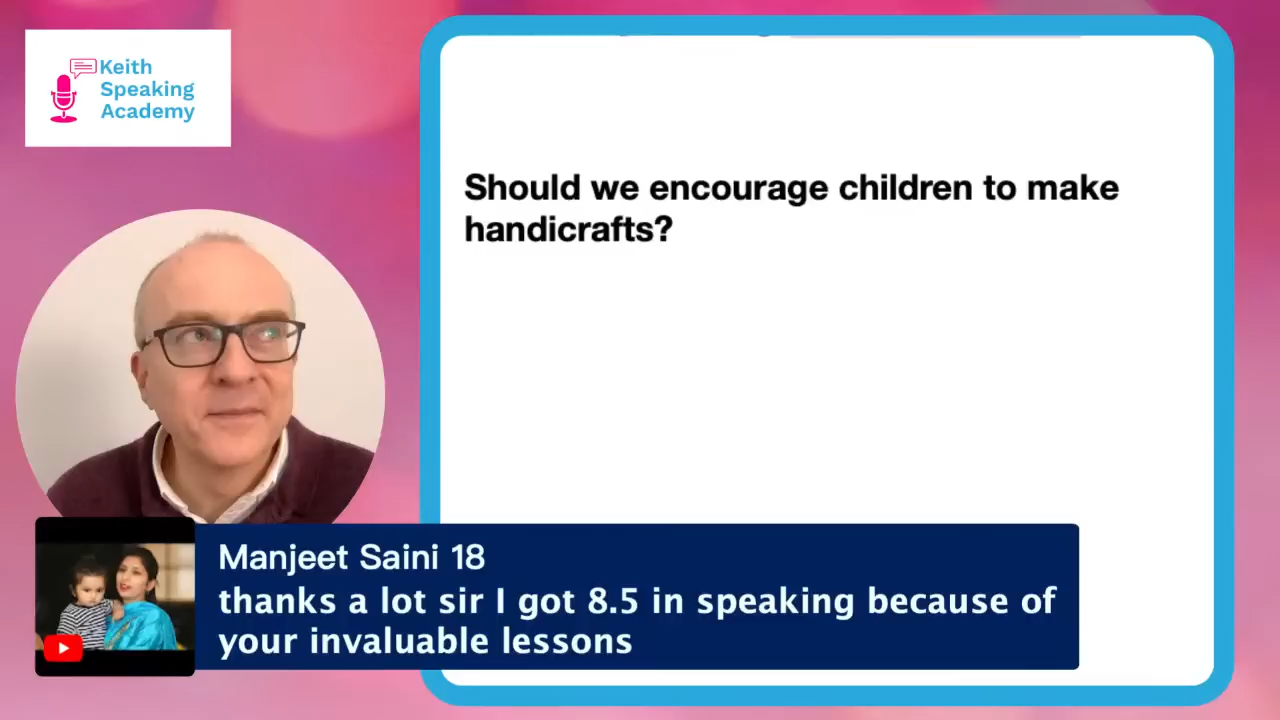 Keith
Speaking
Academy
Should we encourage children to make
handicrafts?
Manjeet Saini 18
thanks a lot sir I got 8.5 in speaking because of
your invaluable lessons